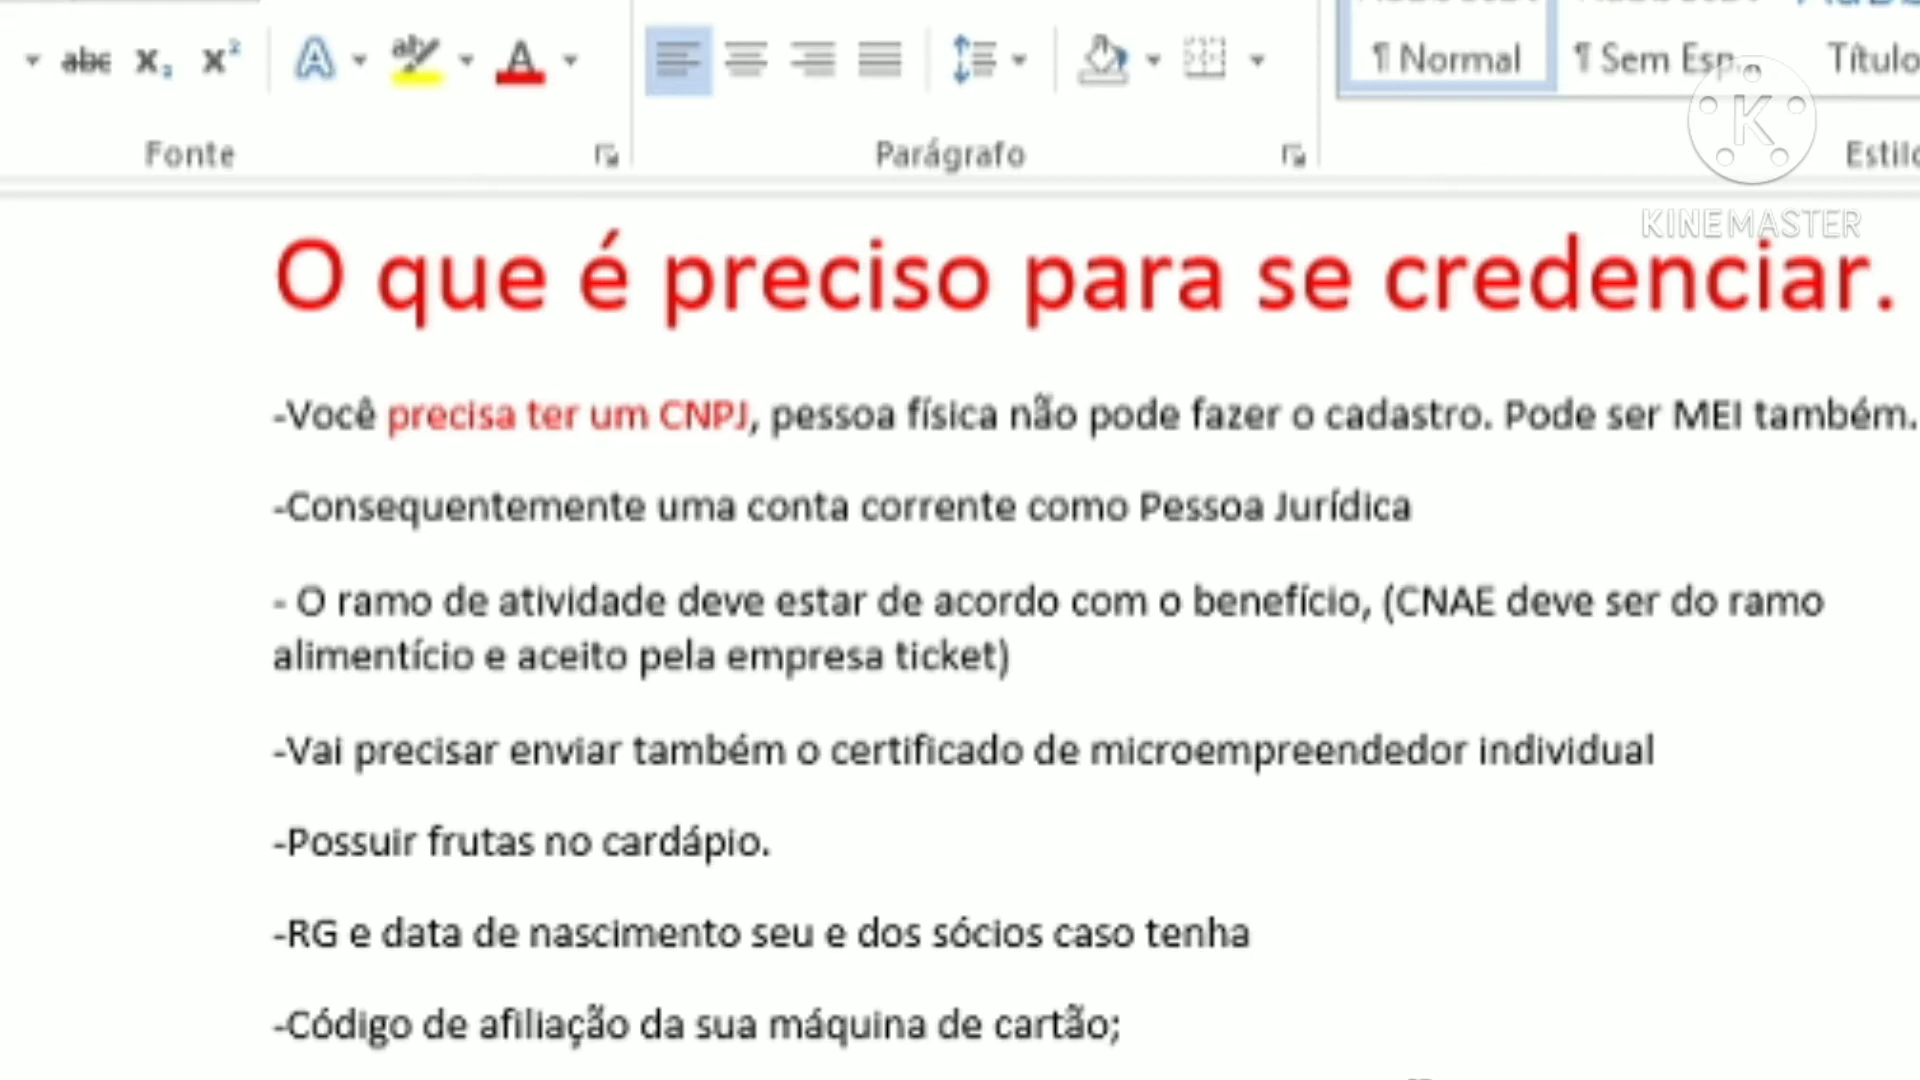 abc X₂ X² A aby A ¶ Normal ¶ Sem Esp... Título
Fonte Parágrafo Estilo
K
KINEMASTER
O que é preciso para se credenciar.
-Você precisa ter um CNPJ, pessoa física não pode fazer o cadastro. Pode ser MEI também.
-Consequentemente uma conta corrente como Pessoa Jurídica
- O ramo de atividade deve estar de acordo com o benefício, (CNAE deve ser do ramo
alimentício e aceito pela empresa ticket)
-Vai precisar enviar também o certificado de microempreendedor individual
-Possuir frutas no cardápio.
-RG e data de nascimento seu e dos sócios caso tenha
-Código de afiliação da sua máquina de cartão;